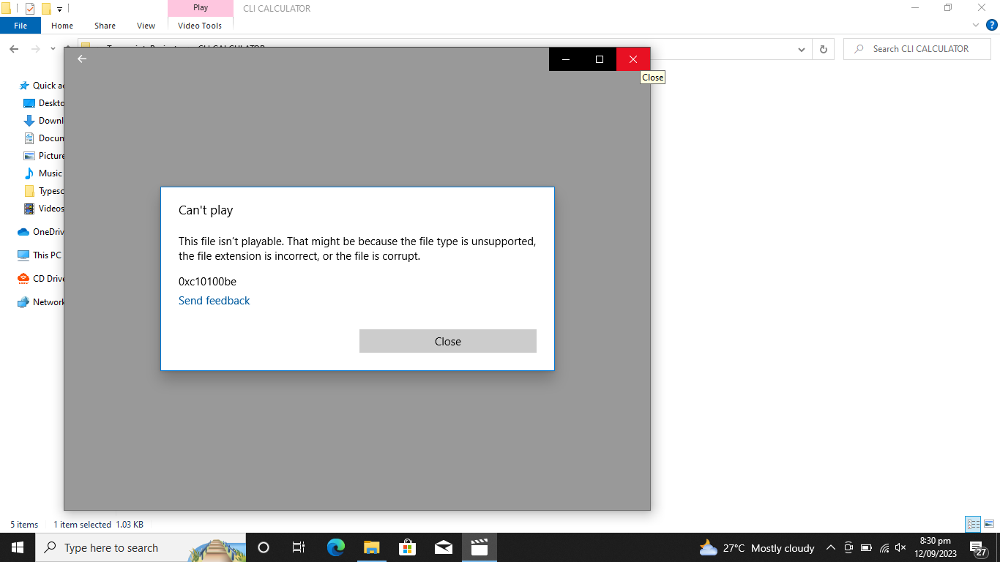 Play
CLI CALCULATOR
File
Home
Share
View
Video Tools
Search CLI CALCULATOR
Close
Quick
Deskto
Downl
Docum
Picture
Music
Typesc
Videos
OneDriv
This PC
CD Drive
Network
Can't play
This file isn’t playable. That might be because the file type is unsupported,
the file extension is incorrect, or the file is corrupt.
0xc10100be
Send feedback
Close
5 items
1 item selected 1.03 KB
Type here to search
27°C Mostly cloudy
8:30 pm
12/09/2023
27